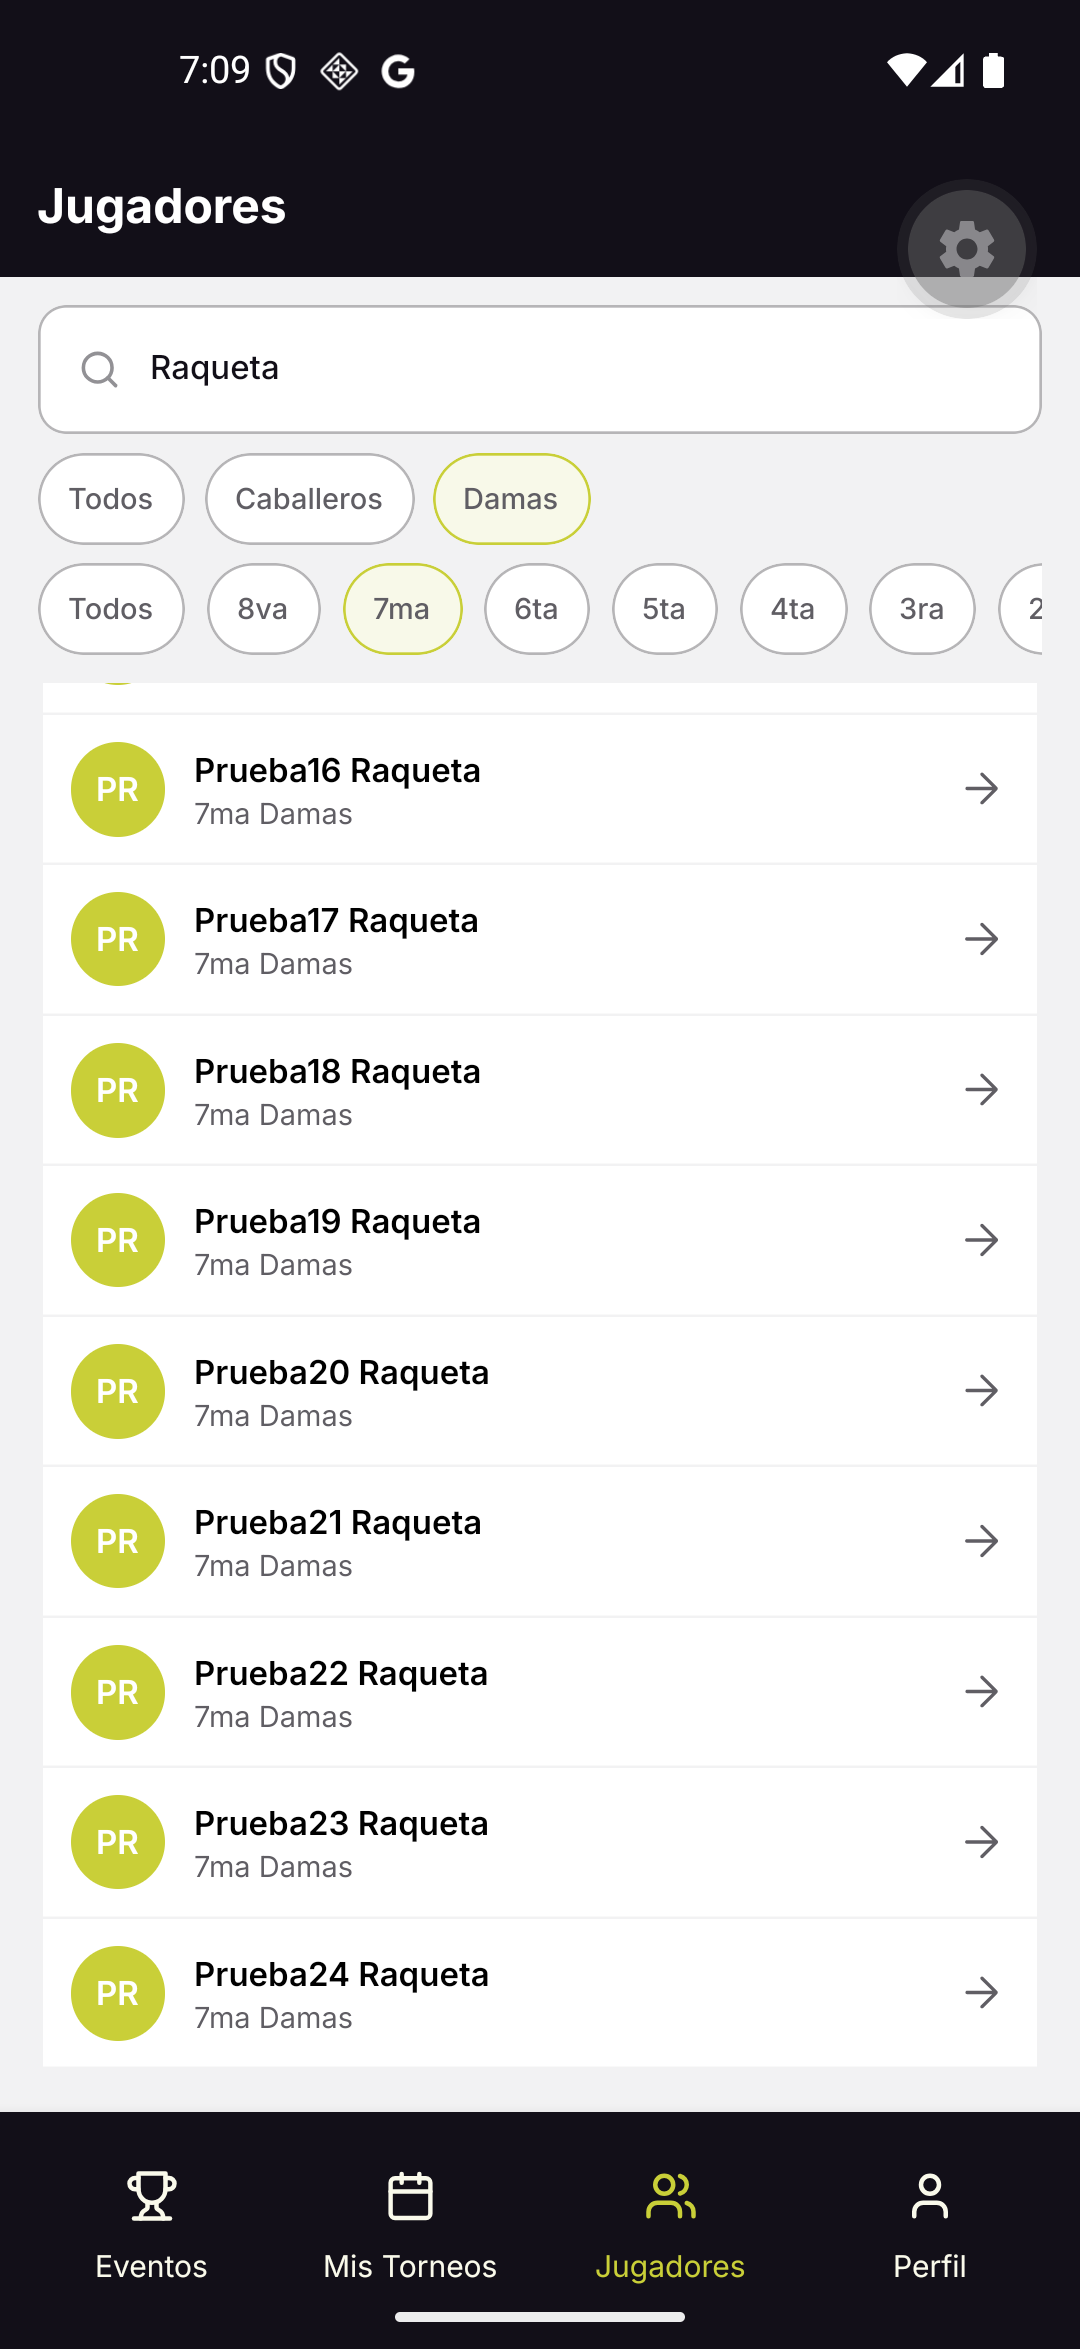 7:09
Jugadores
Raqueta
Todos Caballeros Damas
Todos 8va 7ma 6ta 5ta 4ta 3ra 2
PR Prueba16 Raqueta
7ma Damas
PR Prueba17 Raqueta
7ma Damas
PR Prueba18 Raqueta
7ma Damas
PR Prueba19 Raqueta
7ma Damas
PR Prueba20 Raqueta
7ma Damas
PR Prueba21 Raqueta
7ma Damas
PR Prueba22 Raqueta
7ma Damas
PR Prueba23 Raqueta
7ma Damas
PR Prueba24 Raqueta
7ma Damas
Eventos Mis Torneos Jugadores Perfil